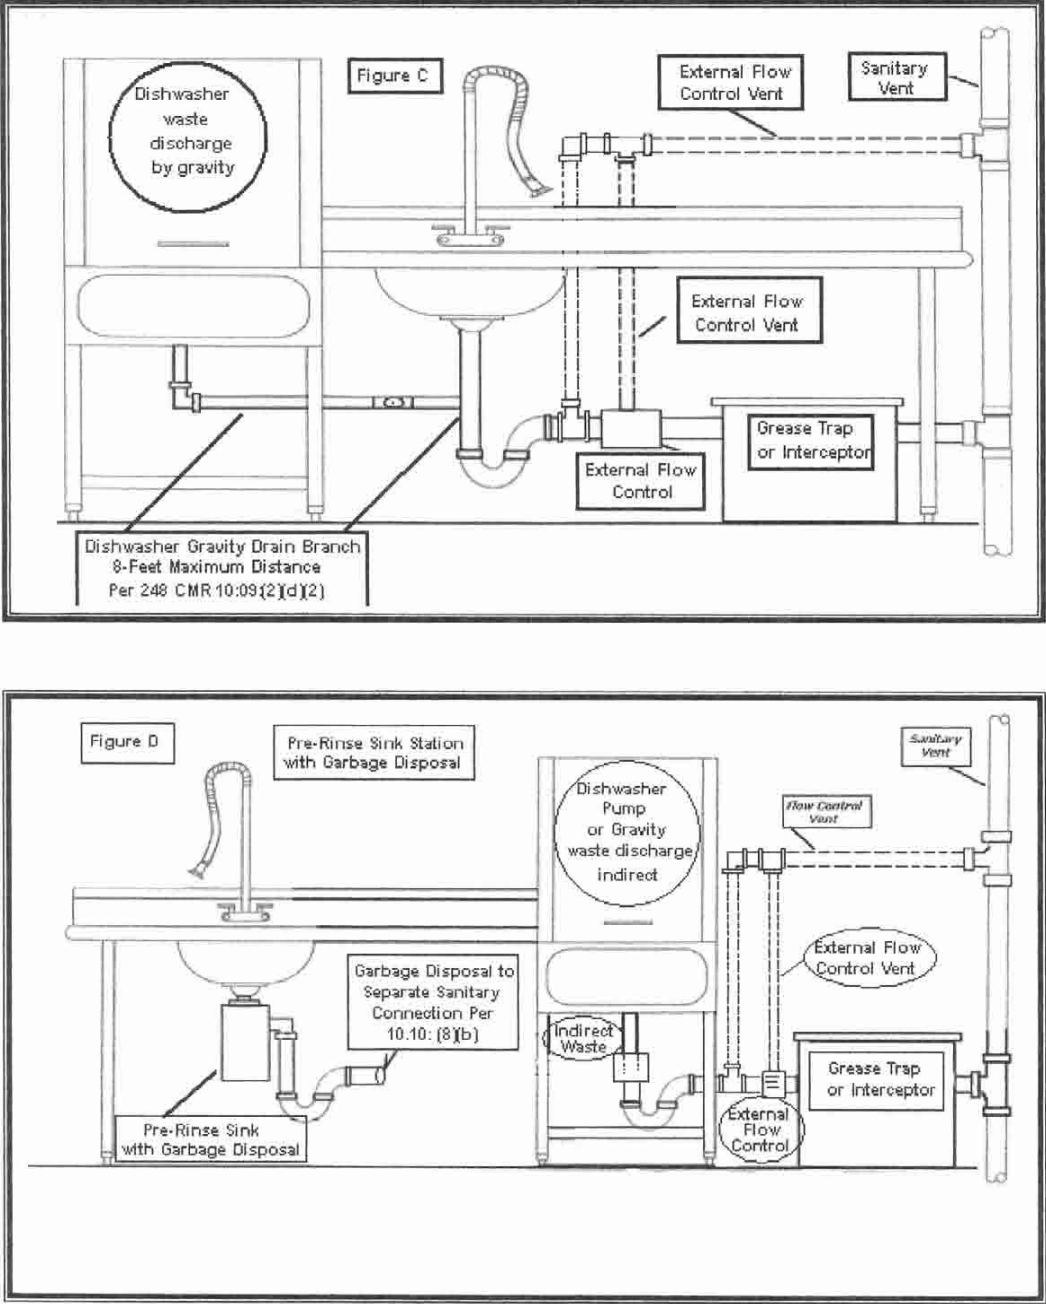 Figure C
External Flow
Control Vent
Sanitary
Vent
Dishwasher
waste
discharge
by gravity
External Flow
Control Vent
Grease Trap
or Interceptor
External Flow
Control
Dishwasher Gravity Drain Branch
8-Feet Maximum Distance
Per 248 CMR 10:09:(2)(d)(2)
Figure D
Pre-Rinse Sink Station
with Garbage Disposal
Sanitary
Vent
Dishwasher
Pump
or Gravity
waste discharge
indirect
Flow Control
Vent
External Flow
Control Vent
Garbage Disposal to
Separate Sanitary
Connection Per
10.10: (8)(b)
Indirect
Waste
Grease Trap
or Interceptor
External
Flow
Control
Pre-Rinse Sink
with Garbage Disposal